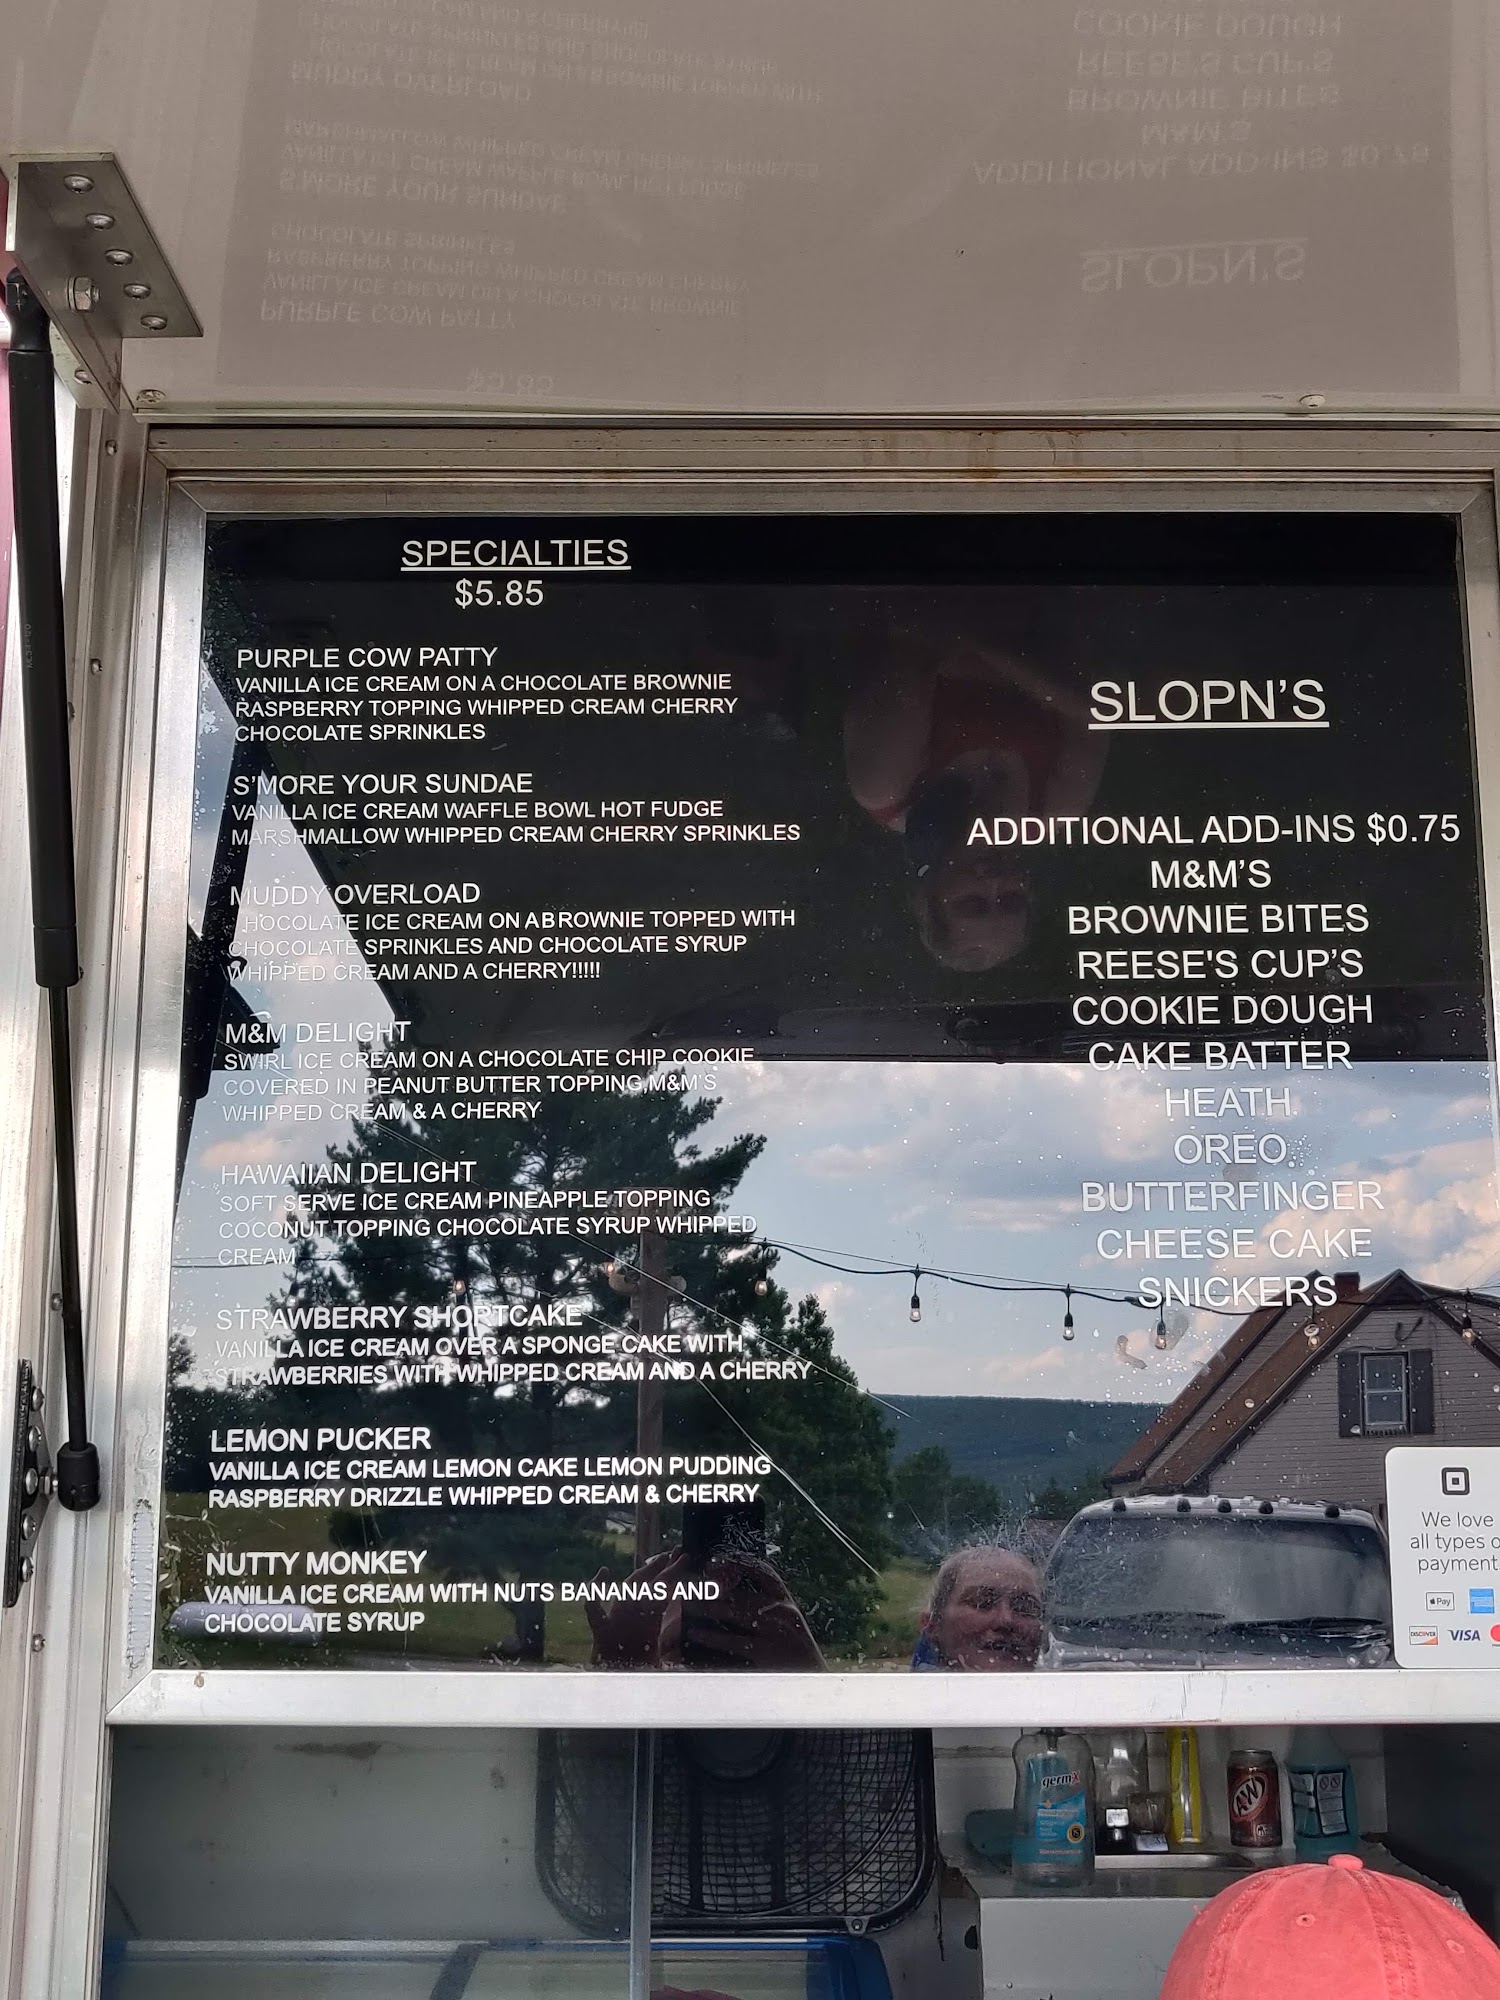 SPECIALTIES
$5.85
PURPLE COW PATTY
VANILLA ICE CREAM ON A CHOCOLATE BROWNIE
RASPBERRY TOPPING WHIPPED CREAM CHERRY
CHOCOLATE SPRINKLES
S'MORE YOUR SUNDAE
VANILLA ICE CREAM WAFFLE BOWL HOT FUDGE
MARSHMALLOW WHIPPED CREAM CHERRY SPRINKLES
MUDDY OVERLOAD
HOCOLATE ICE CREAM ON A BROWNIE TOPPED WITH
CHOCOLATE SPRINKLES AND CHOCOLATE SYRUP
WHIPPED CREAM AND A CHERRY!!!!!
M&M DELIGHT
SWIRL ICE CREAM ON A CHOCOLATE CHIP COOKIE
COVERED IN PEANUT BUTTER TOPPING,M&M'S
WHIPPED CREAM & A CHERRY
HAWAIIAN DELIGHT
SOFT SERVE ICE CREAM PINEAPPLE TOPPING
COCONUT TOPPING CHOCOLATE SYRUP WHIPPED
CREAM
STRAWBERRY SHORTCAKE
VANILLA ICE CREAM OVER A SPONGE CAKE WITH
STRAWBERRIES WITH WHIPPED CREAM AND A CHERRY
LEMON PUCKER
VANILLA ICE CREAM LEMON CAKE LEMON PUDDING
RASPBERRY DRIZZLE WHIPPED CREAM & CHERRY
NUTTY MONKEY
VANILLA ICE CREAM WITH NUTS BANANAS AND
CHOCOLATE SYRUP
SLOPN'S
ADDITIONAL ADD-INS $0.75
M&M'S
BROWNIE BITES
REESE'S CUP'S
COOKIE DOUGH
CAKE BATTER
HEATH
OREO
BUTTERFINGER
CHEESE CAKE
SNICKERS
We love
all types o
payment
Pay
DISCOVER VISA
germX
A&W